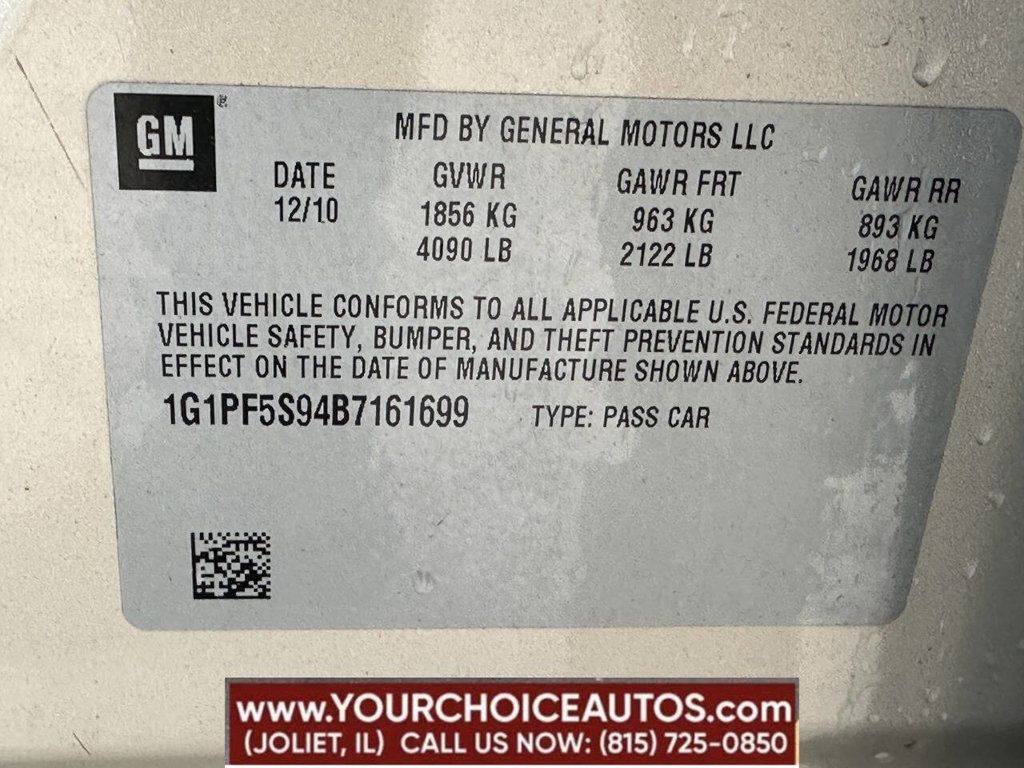 GM
MFD BY GENERAL MOTORS LLC
DATE GVWR GAWR FRT GAWR RR
12/10 1856 KG 963 KG 893 KG
4090 LB 2122 LB 1968 LB
THIS VEHICLE CONFORMS TO ALL APPLICABLE U.S. FEDERAL MOTOR
VEHICLE SAFETY, BUMPER, AND THEFT PREVENTION STANDARDS IN
EFFECT ON THE DATE OF MANUFACTURE SHOWN ABOVE.
1G1PF5S94B7161699 TYPE: PASS CAR
www.YOURCHOICEAUTOS.com
(JOLIET, IL) CALL US NOW: (815) 725-0850